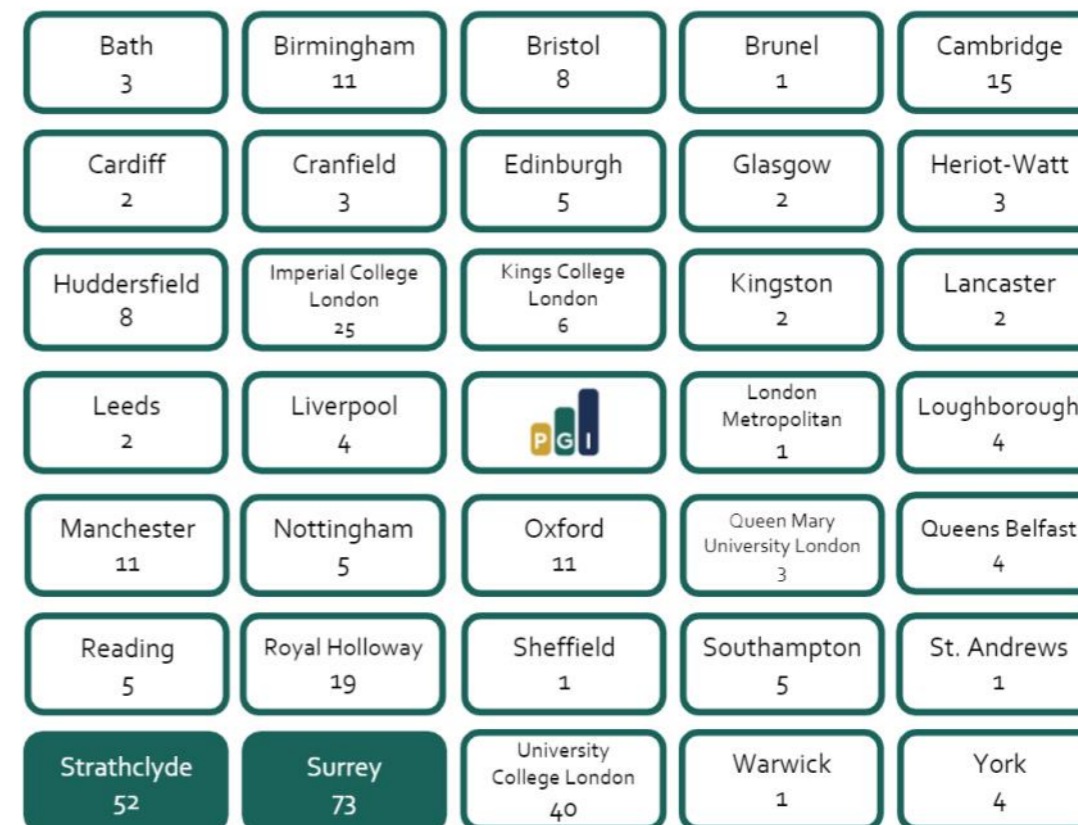 Bath
3
Birmingham
11
Bristol
8
Brunel
1
Cambridge
15
Cardiff
2
Cranfield
3
Edinburgh
5
Glasgow
2
Heriot-Watt
3
Huddersfield
8
Imperial College
London
25
Kings College
London
6
Kingston
2
Lancaster
2
Leeds
2
Liverpool
4
PGI
London
Metropolitan
1
Loughborough
4
Manchester
11
Nottingham
5
Oxford
11
Queen Mary
University London
3
Queens Belfast
4
Reading
5
Royal Holloway
19
Sheffield
1
Southampton
5
St. Andrews
1
Strathclyde
52
Surrey
73
University
College London
40
Warwick
1
York
4